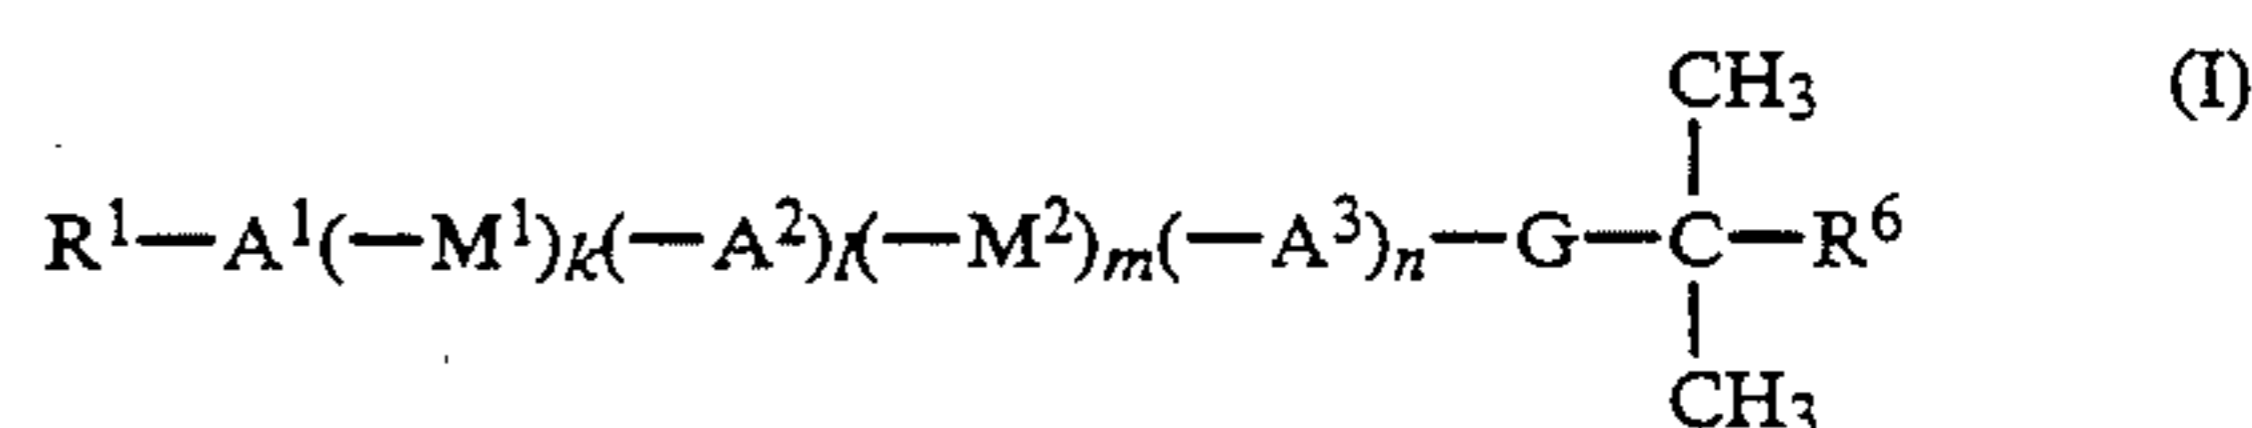 CH3 (I)
R1—A1(—M1)k(—A2)l(—M2)m(—A3)n—G—C—R6
CH3